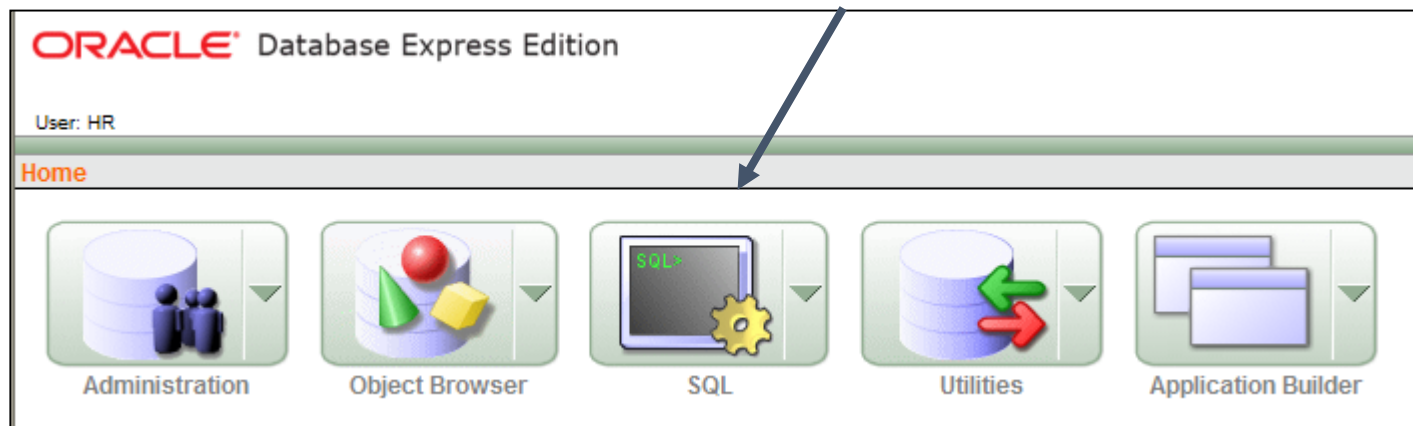 ORACLE® Database Express Edition
User: HR
Home
SQL>
Administration Object Browser SQL Utilities Application Builder